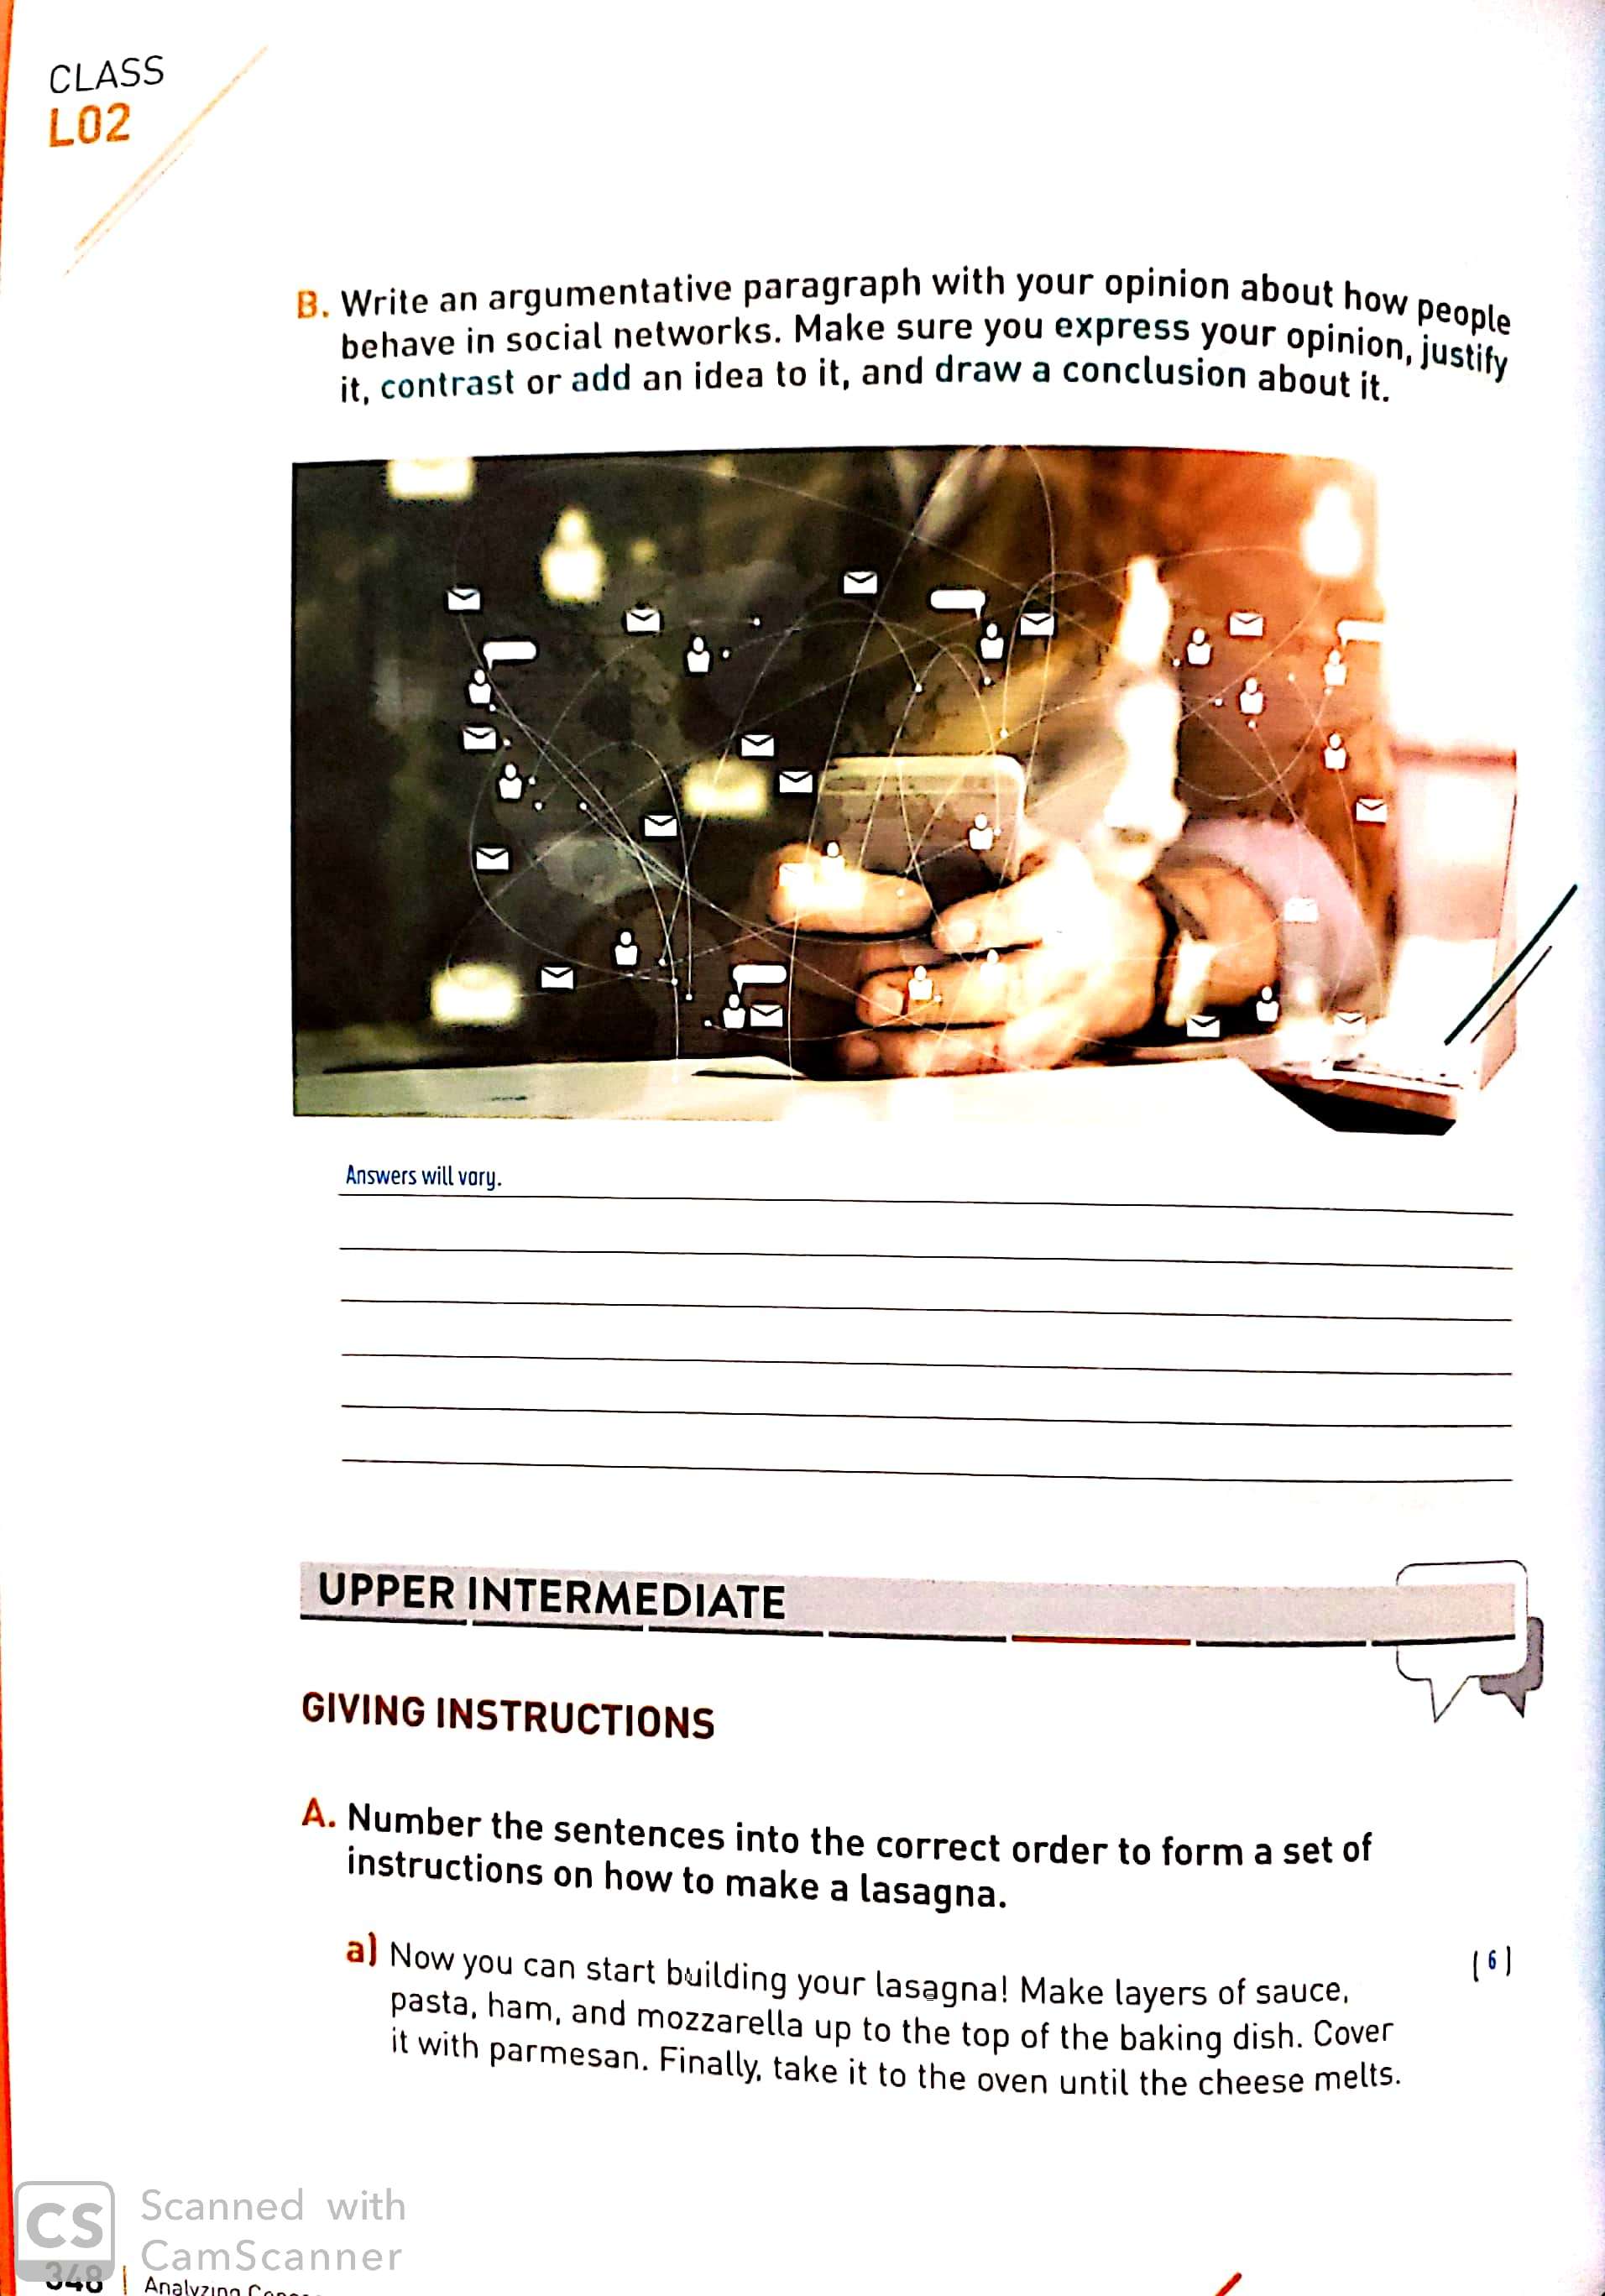 CLASS
L02
B. Write an argumentative paragraph with your opinion about how people
behave in social networks. Make sure you express your opinion, justify
it, contrast or add an idea to it, and draw a conclusion about it.
Answers will vary.
UPPER INTERMEDIATE
GIVING INSTRUCTIONS
A. Number the sentences into the correct order to form a set of
instructions on how to make a lasagna.
a) Now you can start building your lasagna! Make layers of sauce, [6]
pasta, ham, and mozzarella up to the top of the baking dish. Cover
it with parmesan. Finally, take it to the oven until the cheese melts.
CS Scanned with
CamScanner
348 | Analyzing